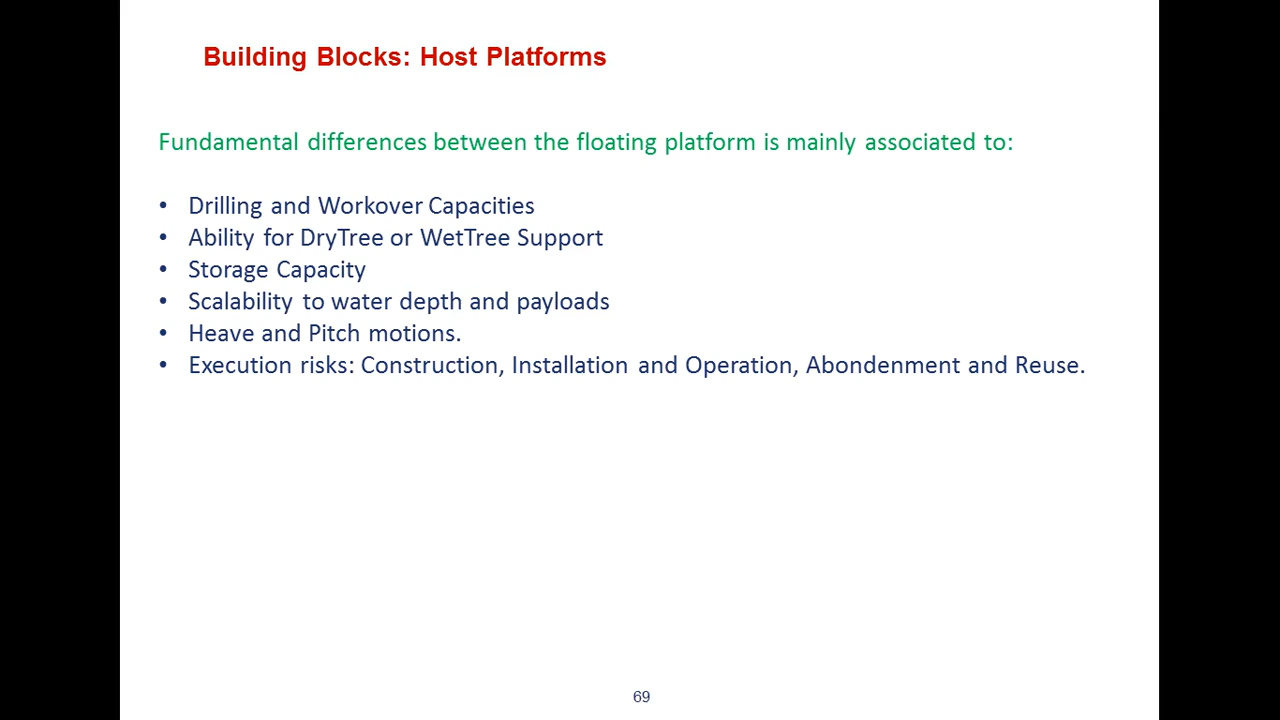 Building Blocks: Host Platforms
Fundamental differences between the floating platform is mainly associated to:
• Drilling and Workover Capacities
• Ability for DryTree or WetTree Support
• Storage Capacity
• Scalability to water depth and payloads
• Heave and Pitch motions.
• Execution risks: Construction, Installation and Operation, Abondenment and Reuse.
69